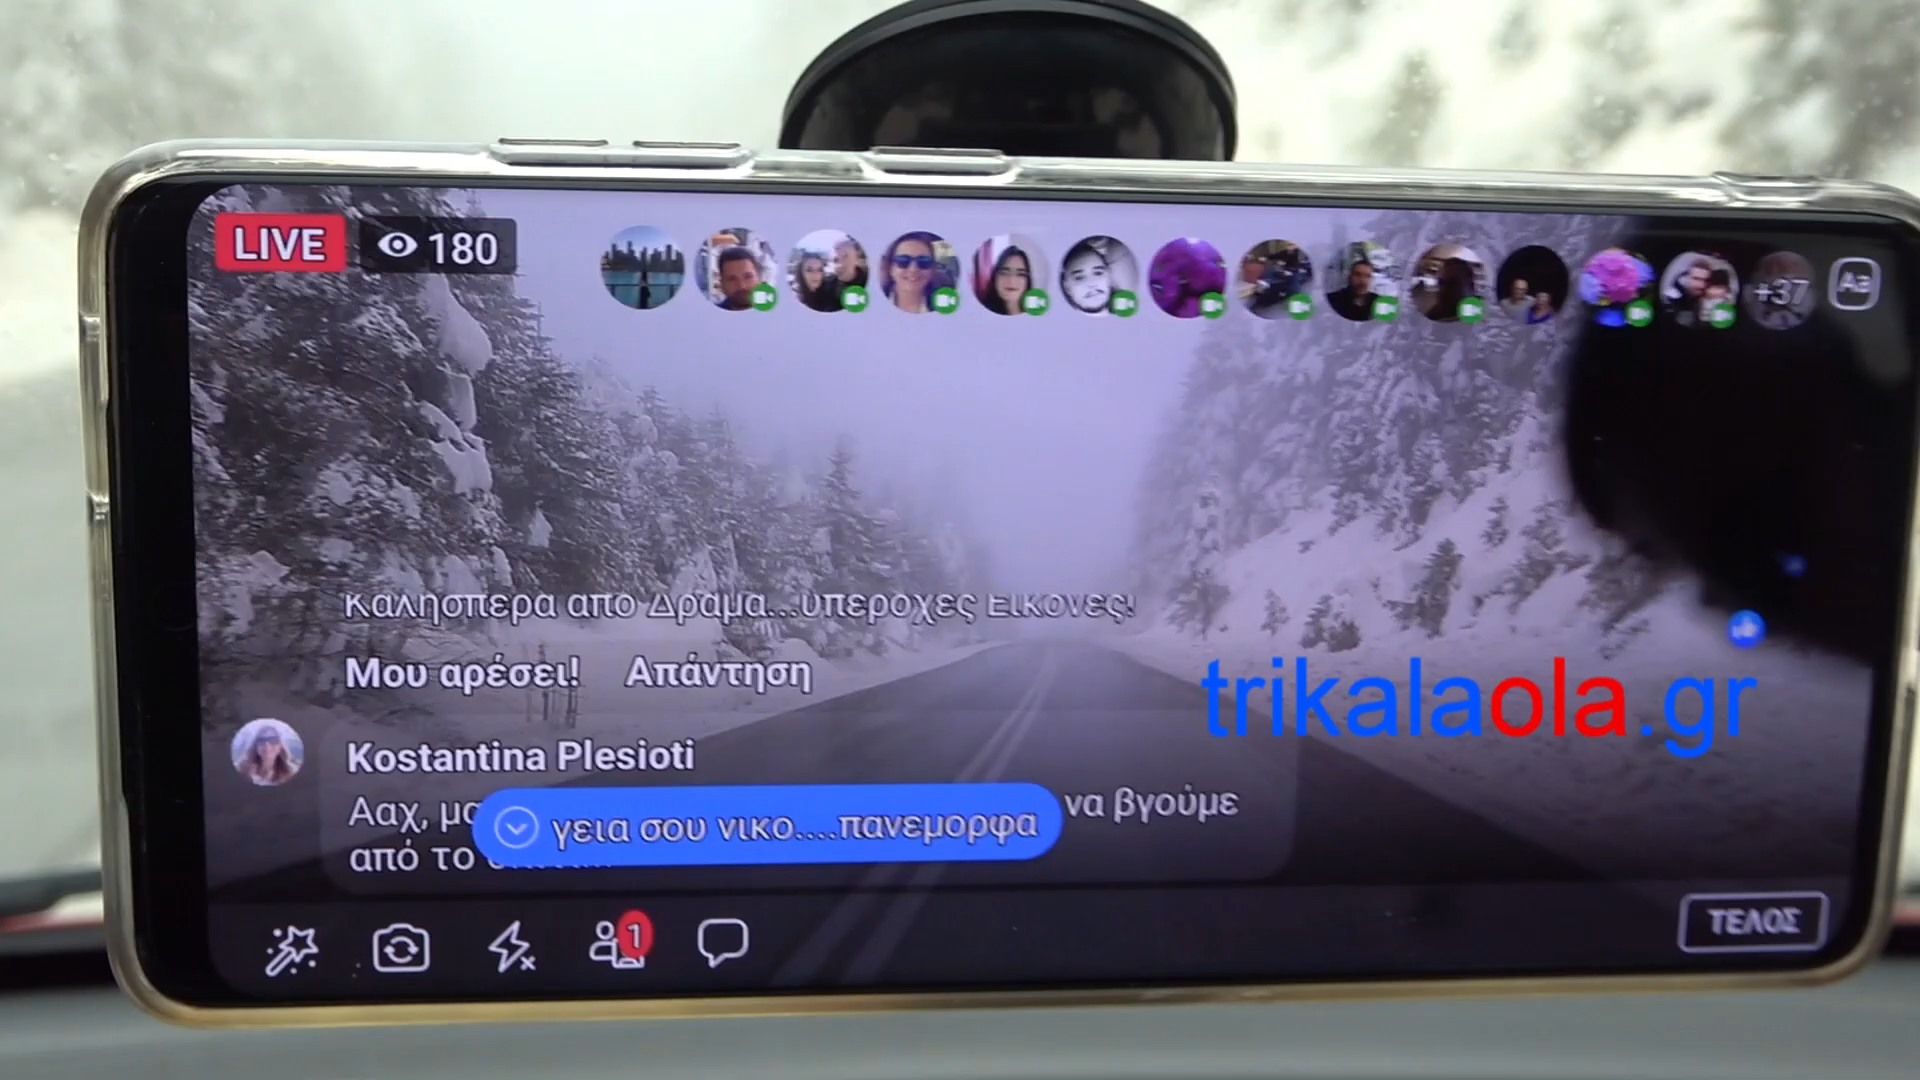 LIVE 180
+37
Aa
Καλησπερα απο Δραμα...υπεροχες Εικονες!
Μου αρέσει! Απάντηση
Kostantina Plesioti
Ααχ, να βγούμε
από το
γεια σου νικο....πανεμορφα
1
ΤΕΛΟΣ
trikalaola.gr